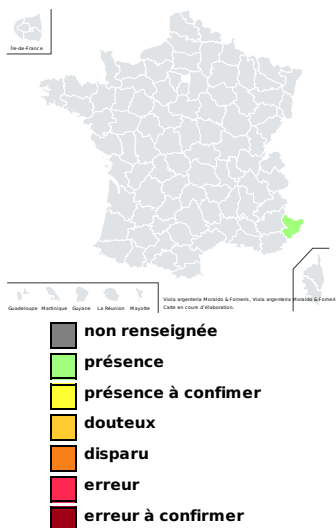 Île-de-France
Guadeloupe Martinique Guyane La Réunion Mayotte
Viola argenteria Moraldo & Forneris , Viola argenteria Moraldo & Forneris
Carte en cours d'élaboration.
non renseignée
présence
présence à confimer
douteux
disparu
erreur
erreur à confirmer